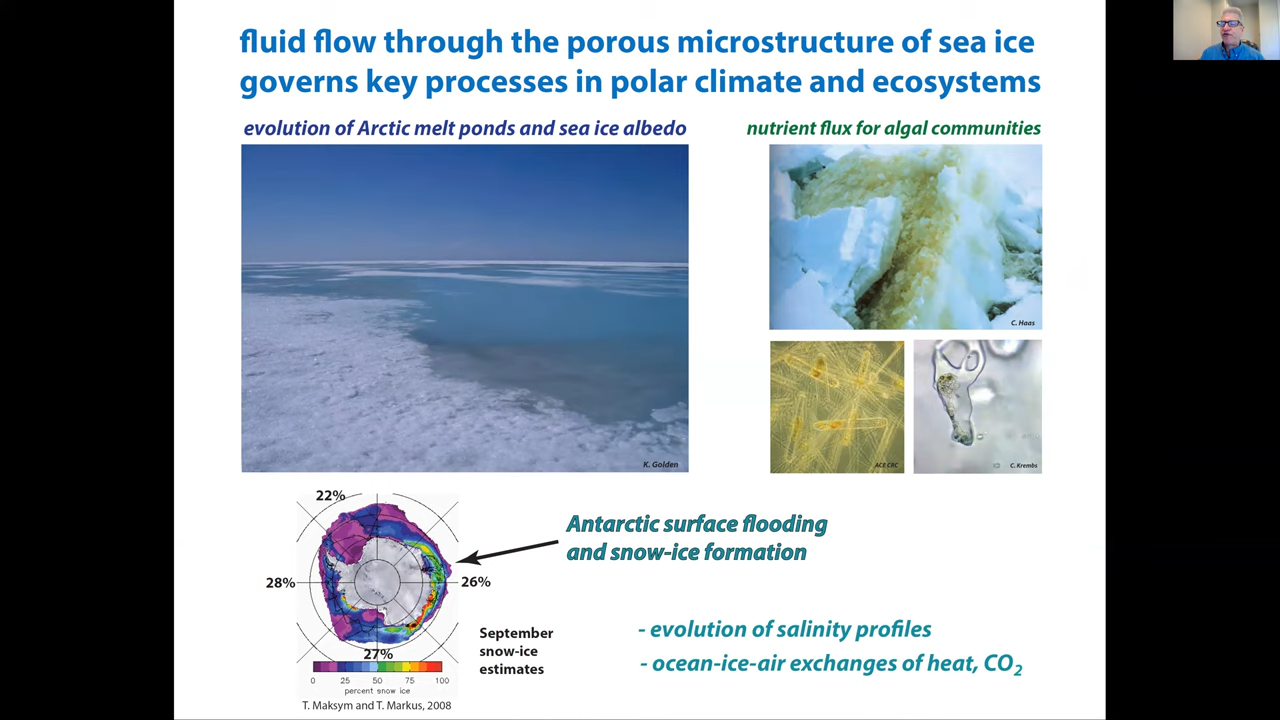 fluid flow through the porous microstructure of sea ice
governs key processes in polar climate and ecosystems
evolution of Arctic melt ponds and sea ice albedo
nutrient flux for algal communities
K. Golden
C. Haas
ACE CRC
C. Krembs
22%
28%
26%
27%
0 25 50 75 100
percent snow ice
T. Maksym and T. Markus, 2008
September
snow-ice
estimates
Antarctic surface flooding
and snow-ice formation
- evolution of salinity profiles
- ocean-ice-air exchanges of heat, CO₂